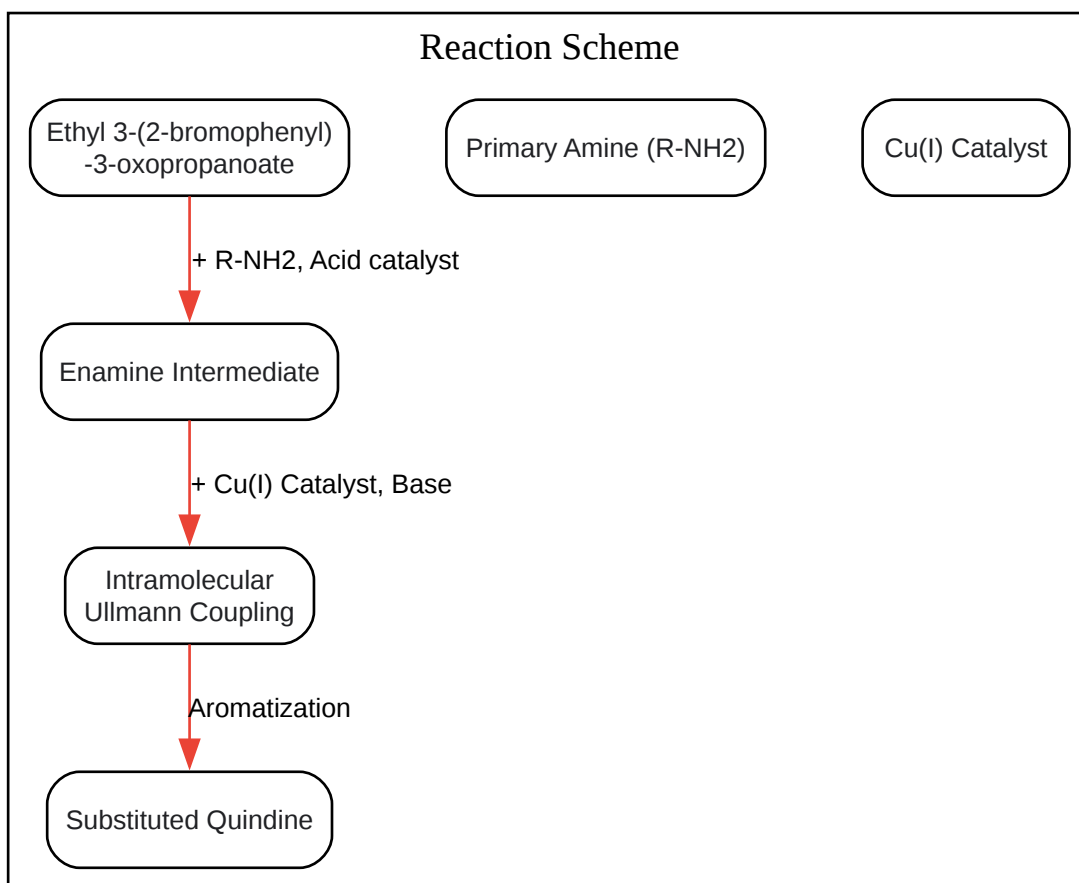 Reaction Scheme
Ethyl 3-(2-bromophenyl)
-3-oxopropanoate
Primary Amine (R-NH2)
Cu(I) Catalyst
+ R-NH2, Acid catalyst
Enamine Intermediate
+ Cu(I) Catalyst, Base
Intramolecular
Ullmann Coupling
Aromatization
Substituted Quindine